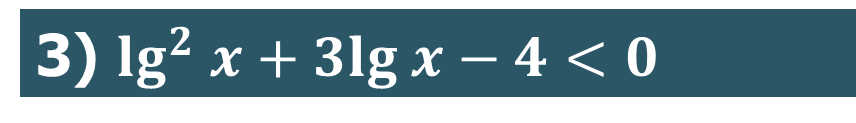 3) lg² x + 3lg x − 4 < 0